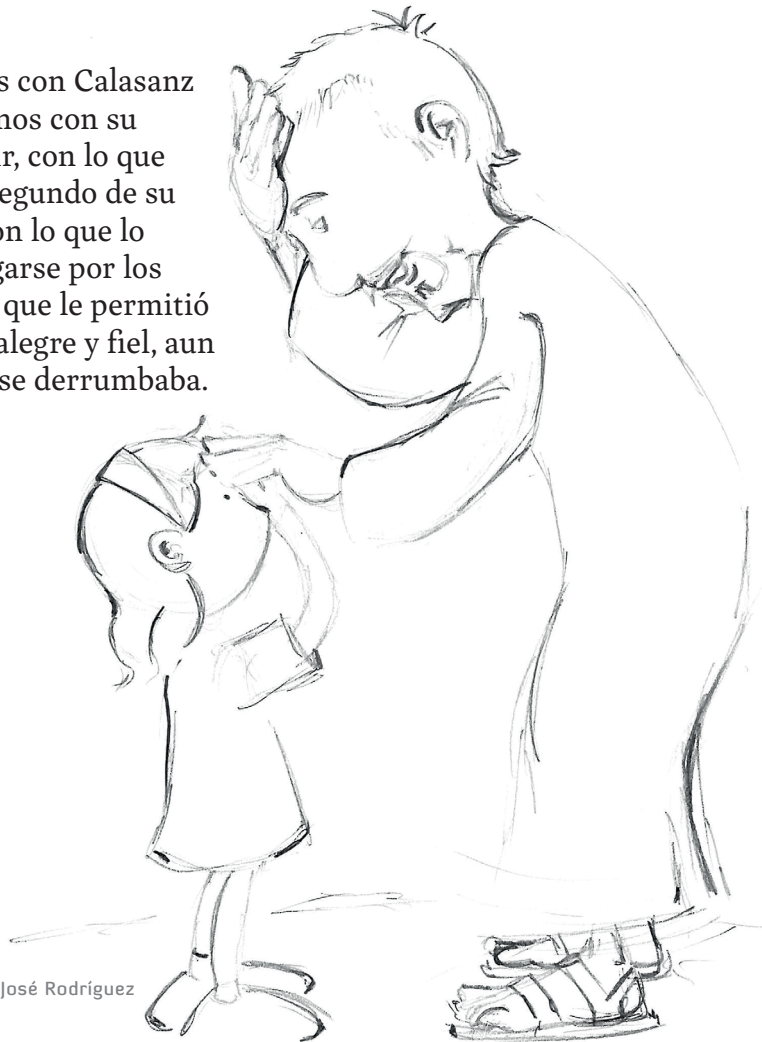 s con Calasanz
nos con su
r, con lo que
egundo de su
on lo que lo
garse por los
que le permitió
alegre y fiel, aun
se derrumbaba.
José Rodríguez